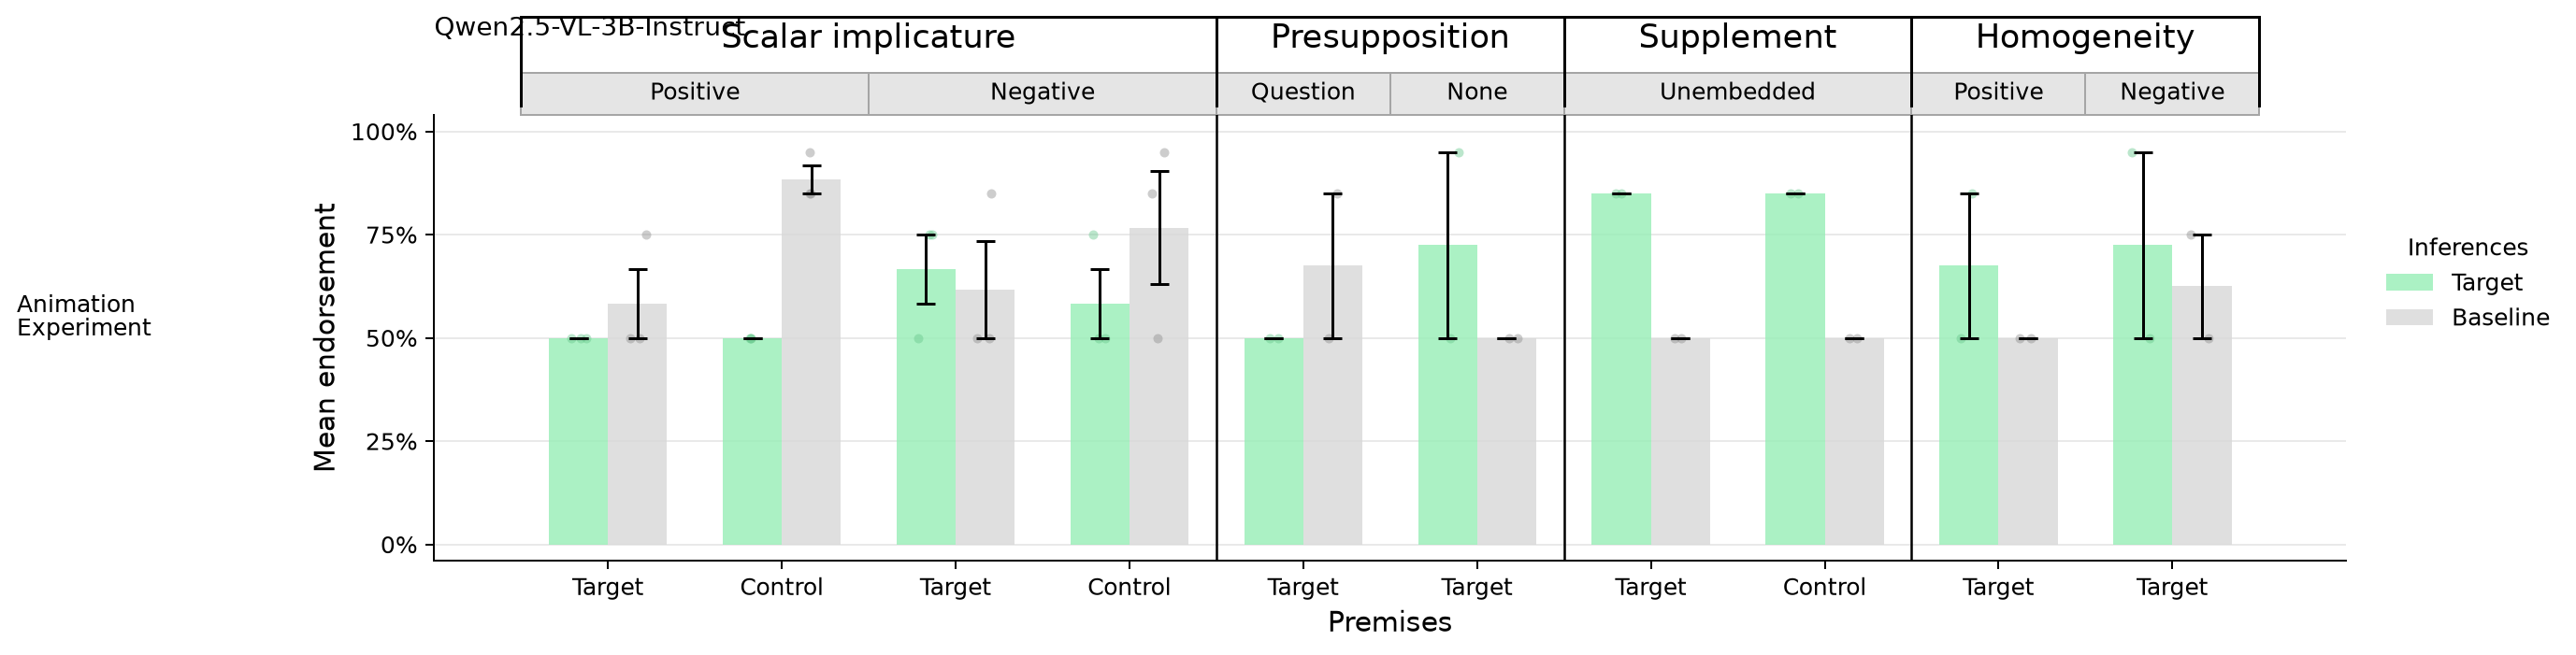 Qwen2.5-VL-3B-Instruct
Scalar implicature Presupposition Supplement Homogeneity
Positive Negative Question None Unembedded Positive Negative
100%
75%
50%
25%
0%
Mean endorsement
Animation
Experiment
Inferences
Target
Baseline
Target Control Target Control Target Target Target Control Target Target
Premises